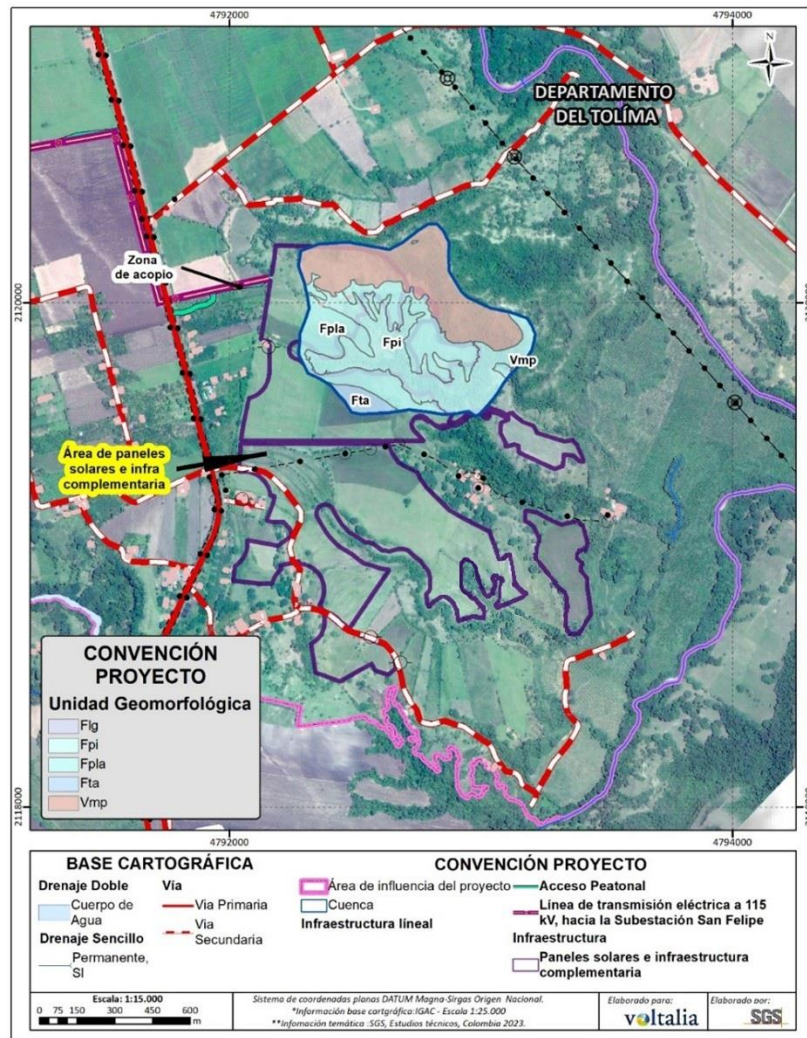 4792000
4794000
N
DEPARTAMENTO
DEL TOLÍMA
Zona
de acopio
2120000
Fpla
Fpi
Vmp
Fta
Área de paneles
solares e infra
complementaria
CONVENCIÓN
PROYECTO
Unidad Geomorfológica
Flg
Fpi
Fpla
Fta
Vmp
2118000
4792000
4794000
BASE CARTOGRÁFICA
Drenaje Doble
Cuerpo de
Agua
Drenaje Sencillo
Permanente,
SI
Vía
Via Primaria
Via
Secundaria
CONVENCIÓN PROYECTO
Área de influencia del proyecto
Cuenca
Infraestructura líneal
Acceso Peatonal
Línea de transmisión eléctrica a 115
kV, hacia la Subestación San Felipe
Infraestructura
Paneles solares e infraestructura
complementaria
Escala: 1:15.000
0 75 150 300 450 600
m
Sistema de coordenadas planas DATUM Magna-Sirgas Origen Nacional.
*Información base cartgráfica:IGAC - Escala 1:25.000
**Infomación temática :SGS, Estudios técnicos, Colombia 2023.
Elaborado para:
voltalia
Elaborado por:
SGS